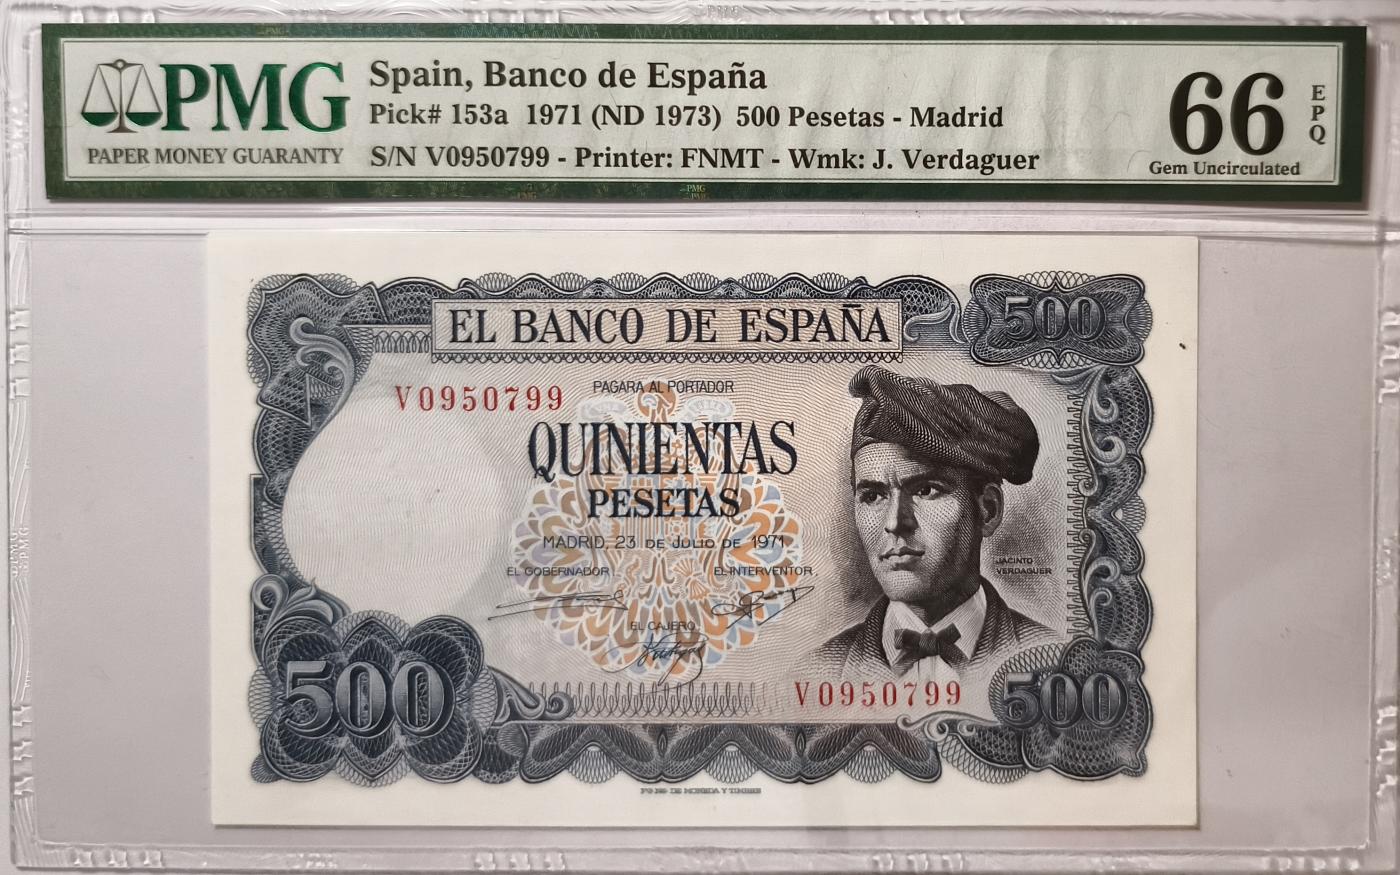 PMG
PAPER MONEY GUARANTY
Spain, Banco de España
Pick# 153a 1971 (ND 1973) 500 Pesetas - Madrid
S/N V0950799 - Printer: FNMT - Wmk: J. Verdaguer
66
EPQ
Gem Uncirculated
PMG
EL BANCO DE ESPAÑA
500
V0950799
PAGARA AL PORTADOR
QUINIENTAS
PESETAS
MADRID, 23 DE JULIO DE 1971
EL GOBERNADOR, EL INTERVENTOR,
EL CAJERO,
JACINTO
VERDAGUER
V0950799
500
500